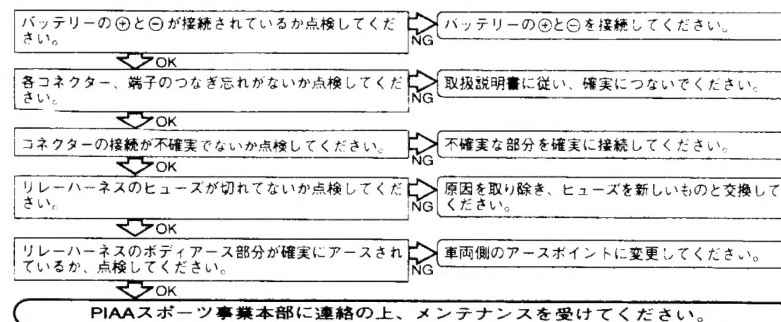 バッテリーの⊕と⊖が接続されているか点検してくだ
さい。
NG
バッテリーの⊕と⊖を接続してください。
OK
各コネクター、端子のつなぎ忘れがないか点検してくだ
さい。
NG
取扱説明書に従い、確実につないでください。
OK
コネクターの接続が不確実でないか点検してください。
NG
不確実な部分を確実に接続してください。
OK
リレーハーネスのヒューズが切れてないか点検してくだ
さい。
NG
原因を取り除き、ヒューズを新しいものと交換して
ください。
OK
リレーハーネスのボディアース部分が確実にアースされ
ているか、点検してください。
NG
車両側のアースポイントに変更してください。
OK
PIAAスポーツ事業本部に連絡の上、メンテナンスを受けてください。